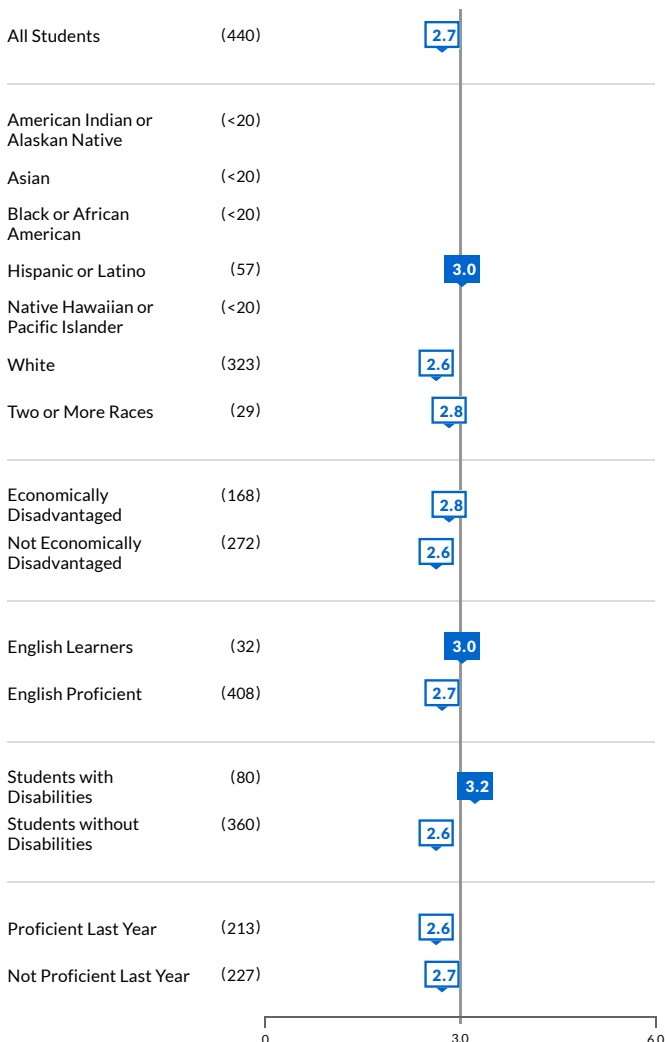 All Students (440) 2.7
American Indian or (<20)
Alaskan Native
Asian (<20)
Black or African (<20)
American
Hispanic or Latino (57) 3.0
Native Hawaiian or (<20)
Pacific Islander
White (323) 2.6
Two or More Races (29) 2.8
Economically (168) 2.8
Disadvantaged
Not Economically (272) 2.6
Disadvantaged
English Learners (32) 3.0
English Proficient (408) 2.7
Students with (80) 3.2
Disabilities
Students without (360) 2.6
Disabilities
Proficient Last Year (213) 2.6
Not Proficient Last Year (227) 2.7
0 3.0 6.0